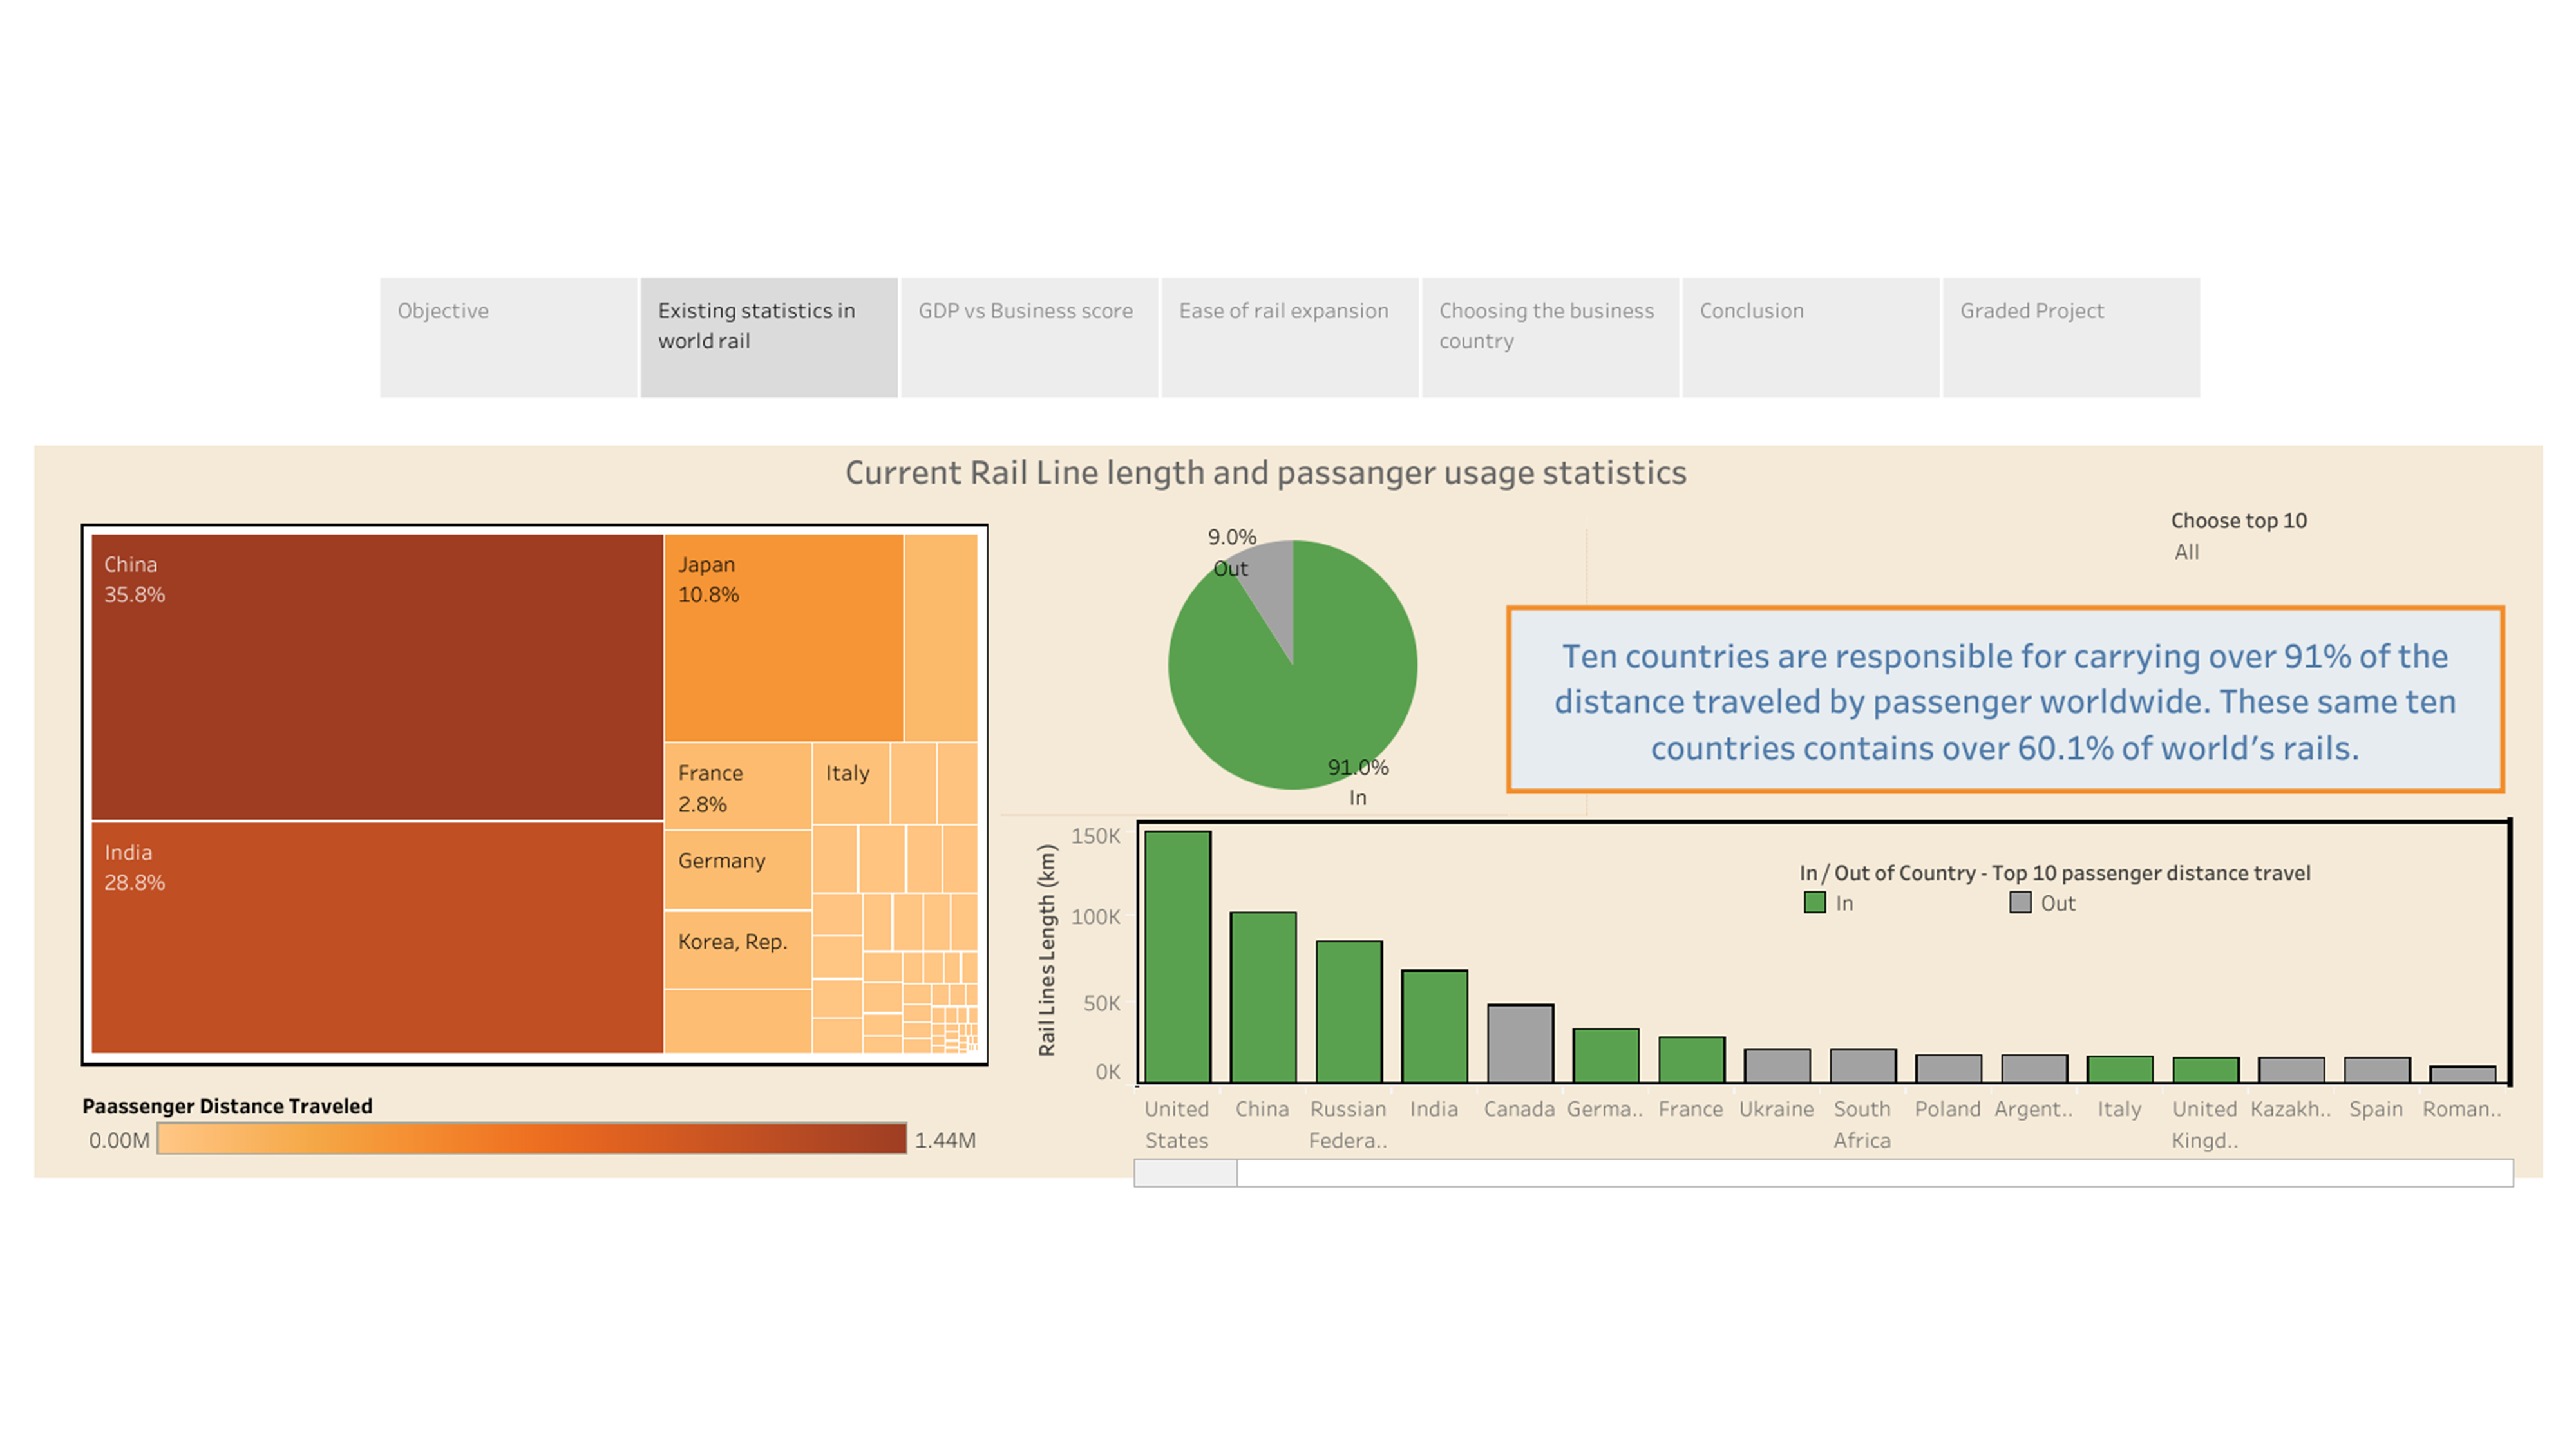 Objective
Existing statistics in
world rail
GDP vs Business score
Ease of rail expansion
Choosing the business
country
Conclusion
Graded Project
Current Rail Line length and passanger usage statistics
China
35.8%
India
28.8%
Japan
10.8%
France
2.8%
Italy
Germany
Korea, Rep.
Paassenger Distance Traveled
0.00M
1.44M
9.0%
Out
91.0%
In
Choose top 10
All
Ten countries are responsible for carrying over 91% of the
distance traveled by passenger worldwide. These same ten
countries contains over 60.1% of world’s rails.
Rail Lines Length (km)
150K
100K
50K
0K
In / Out of Country - Top 10 passenger distance travel
In
Out
United
States
China
Russian
Federa..
India
Canada
Germa..
France
Ukraine
South
Africa
Poland
Argent..
Italy
United
Kingd..
Kazakh..
Spain
Roman..